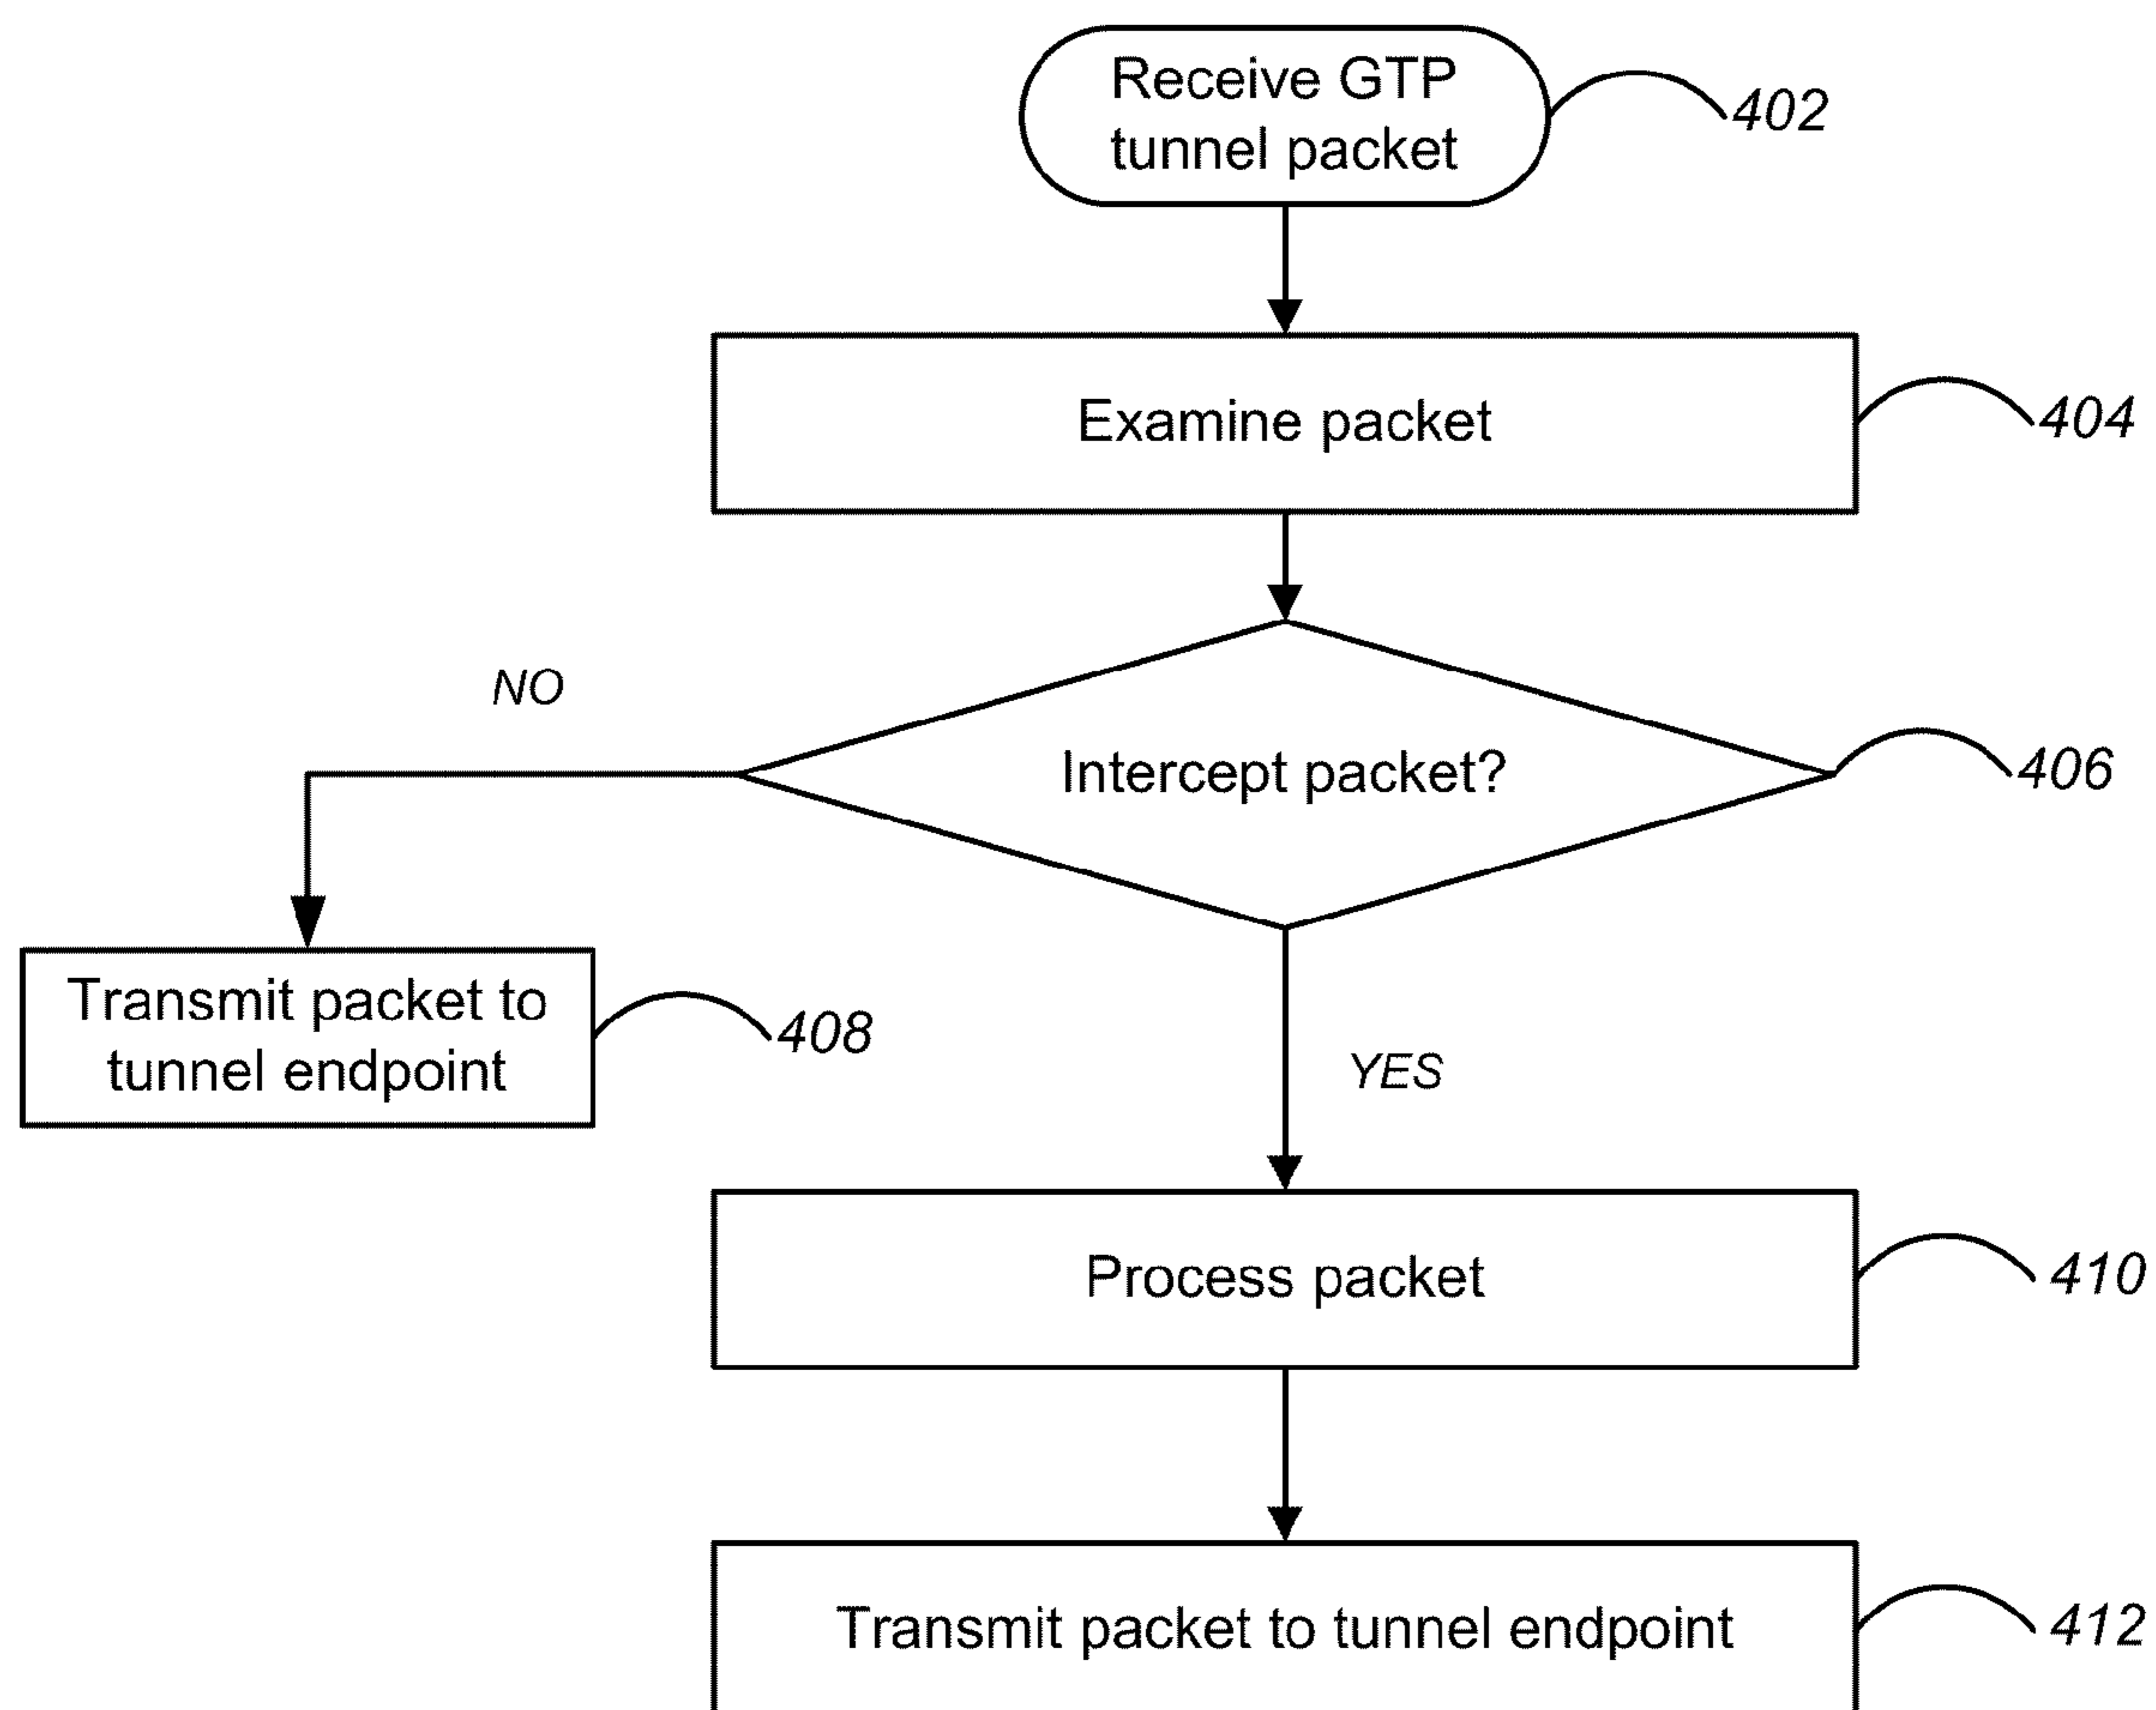 Receive GTP
tunnel packet
402
Examine packet
404
NO
Intercept packet?
406
Transmit packet to
tunnel endpoint
408
YES
Process packet
410
Transmit packet to tunnel endpoint
412